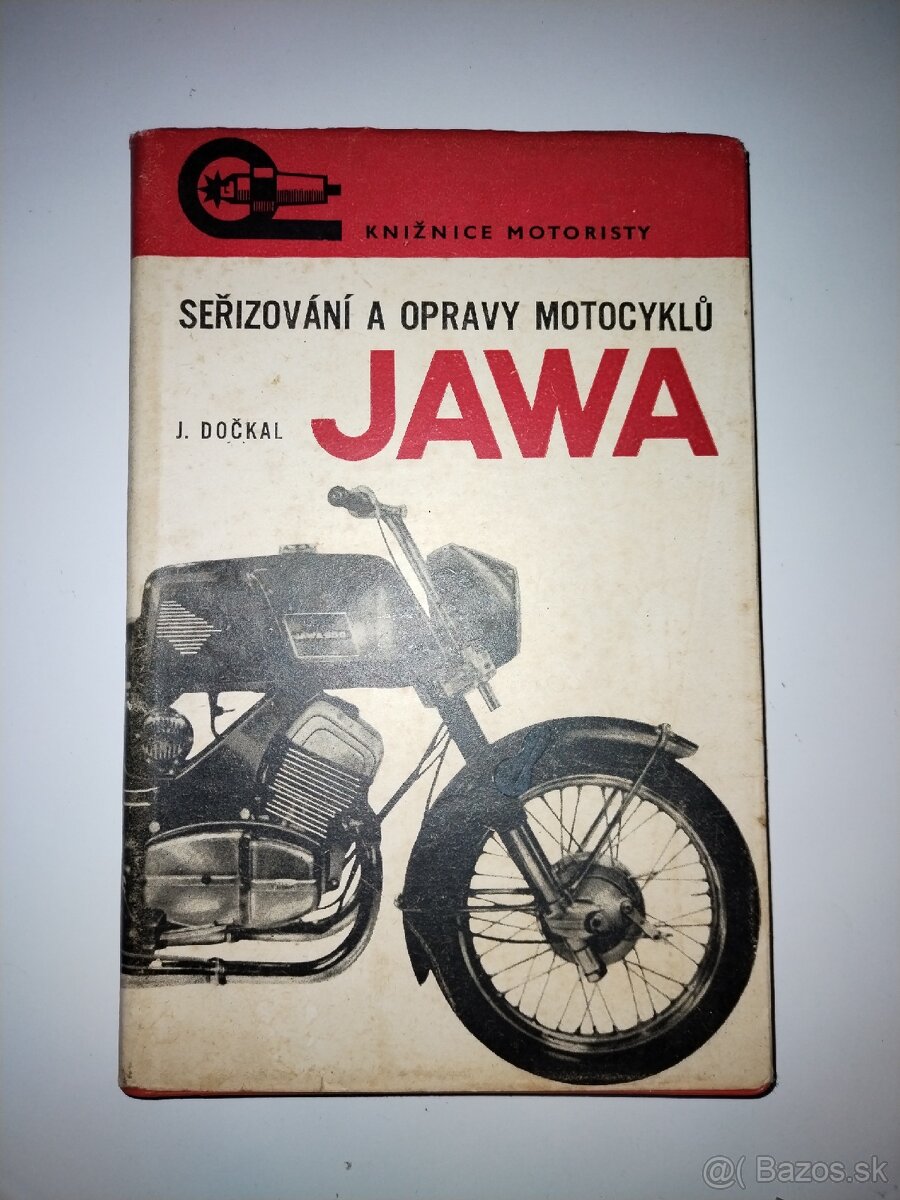 KNIŽNICE MOTORISTY
SEŘIZOVÁNÍ A OPRAVY MOTOCYKLŮ
JAWA
J. DOČKAL
@( Bazos.sk